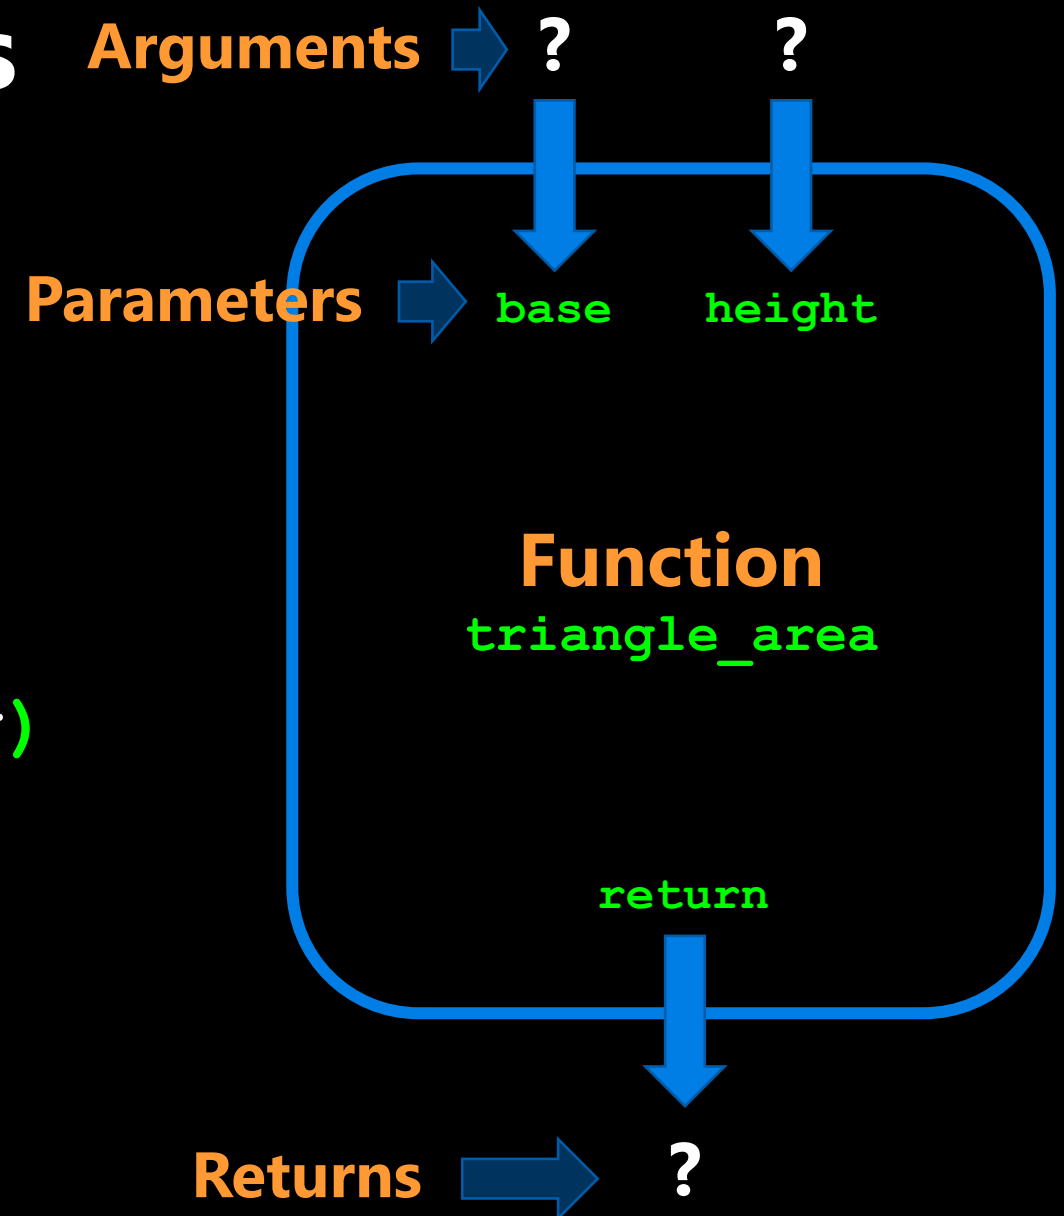 s Arguments ? ?
Parameters base height
Function
triangle_area
)
return
Returns ?